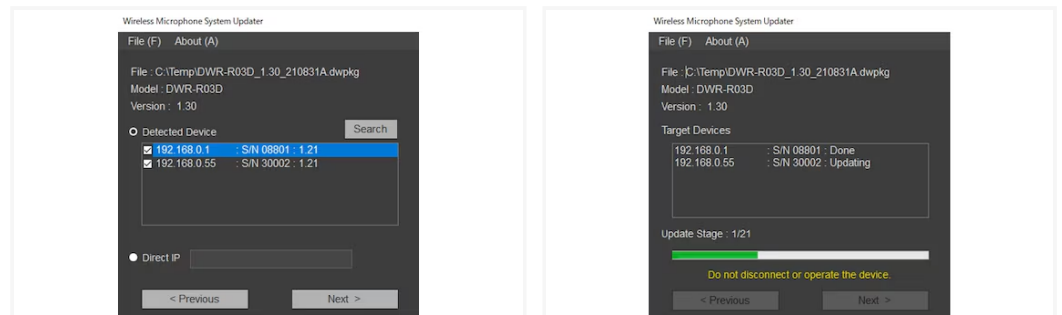 Wireless Microphone System Updater
File (F) About (A)
File : C:\Temp\DWR-R03D_1.30_210831A.dwpkg
Model : DWR-R03D
Version : 1.30
Detected Device
Search
192.168.0.1 : S/N 08801 : 1.21
192.168.0.55 : S/N 30002 : 1.21
Direct IP
< Previous Next >
Wireless Microphone System Updater
File (F) About (A)
File : C:\Temp\DWR-R03D_1.30_210831A.dwpkg
Model : DWR-R03D
Version : 1.30
Target Devices
192.168.0.1 : S/N 08801 : Done
192.168.0.55 : S/N 30002 : Updating
Update Stage : 1/21
Do not disconnect or operate the device.
< Previous Next >